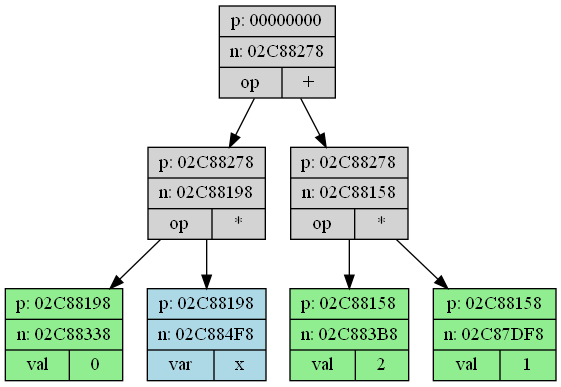 p: 00000000
n: 02C88278
op +
p: 02C88278
n: 02C88198
op *
p: 02C88278
n: 02C88158
op *
p: 02C88198
n: 02C88338
val 0
p: 02C88198
n: 02C884F8
var x
p: 02C88158
n: 02C883B8
val 2
p: 02C88158
n: 02C87DF8
val 1